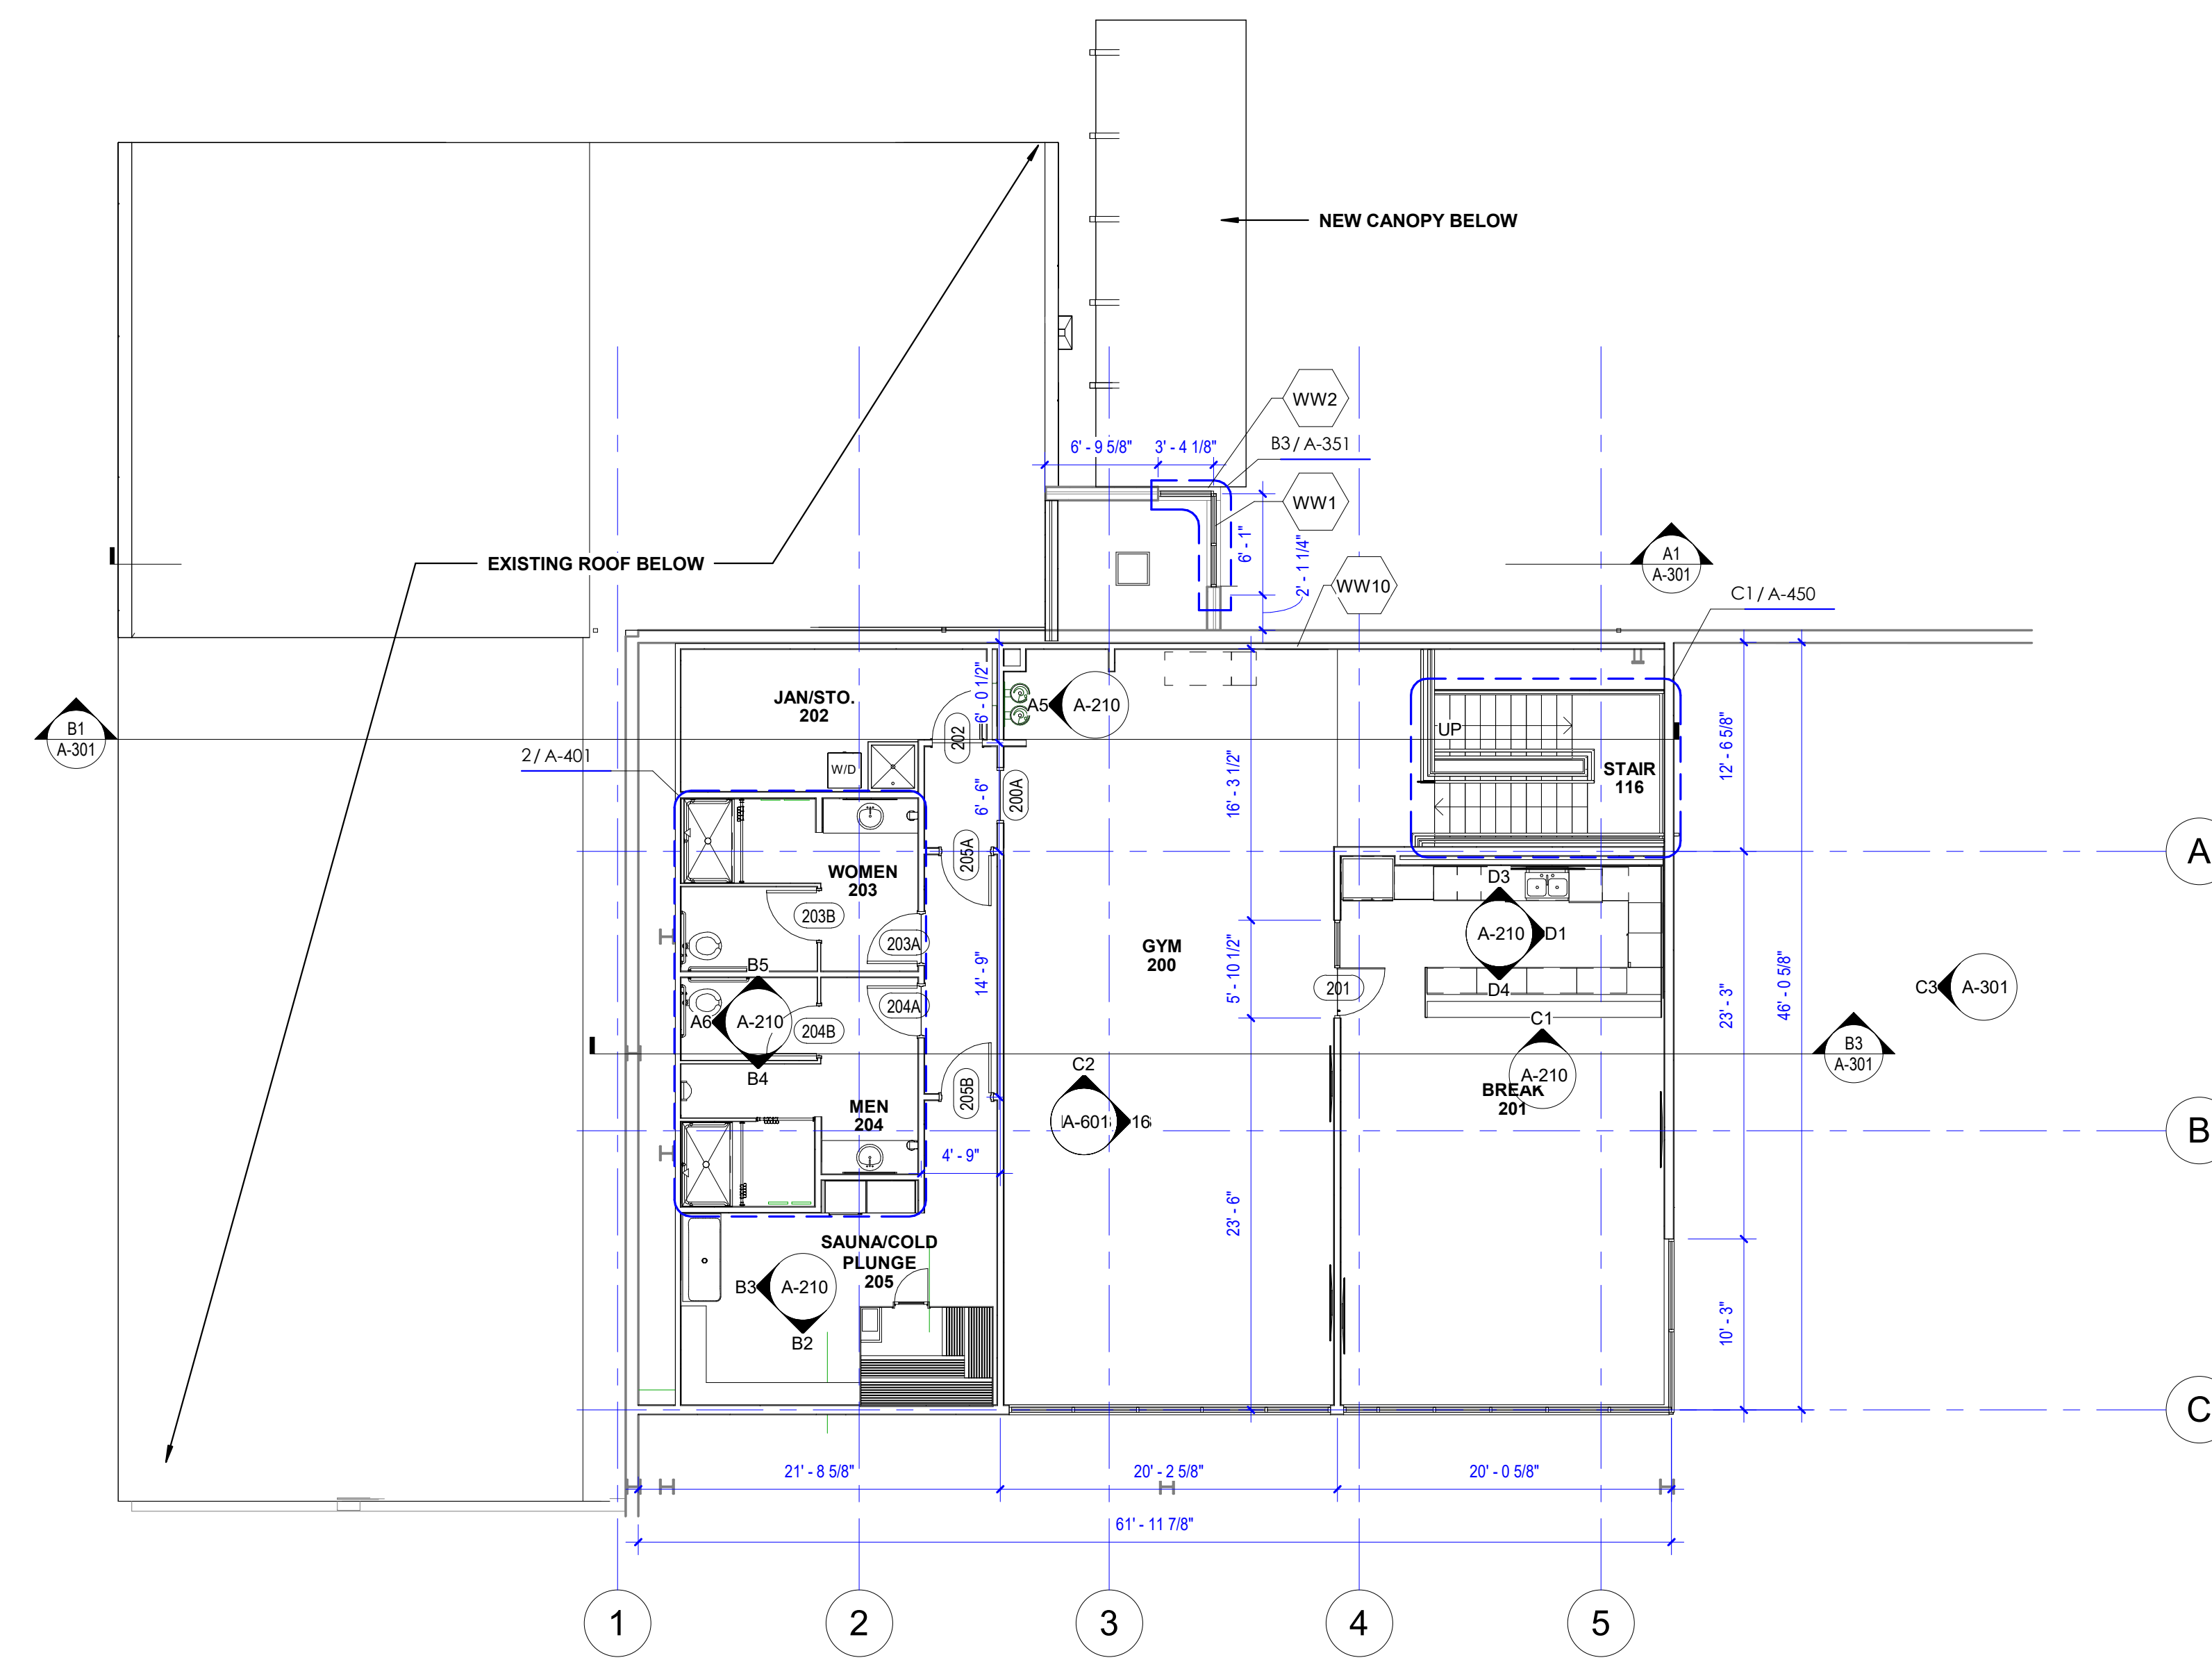 NEW CANOPY BELOW
WW2
B3 / A-351
6' - 9 5/8"
3' - 4 1/8"
WW1
6' - 1"
2' - 1 1/4"
EXISTING ROOF BELOW
A1
A-301
WW10
C1 / A-450
JAN/STO.
202
6' - 0 1/2"
A5
A-210
B1
A-301
202
UP
12' - 6 5/8"
2 / A-401
W/D
6' - 6"
200A
16' - 3 1/2"
STAIR
116
A
WOMEN
203
205A
203B
203A
D3
A-210
D1
D4
GYM
200
B5
14' - 9"
5' - 10 1/2"
201
23' - 3"
46' - 0 5/8"
C3
A-301
A6
A-210
204B
204A
B4
C1
A-210
B3
A-301
C2
A-601
16
BREAK
201
205B
MEN
204
B
4' - 9"
23' - 6"
SAUNA/COLD
PLUNGE
205
B3
A-210
B2
10' - 3"
C
21' - 8 5/8"
20' - 2 5/8"
20' - 0 5/8"
61' - 11 7/8"
1
2
3
4
5